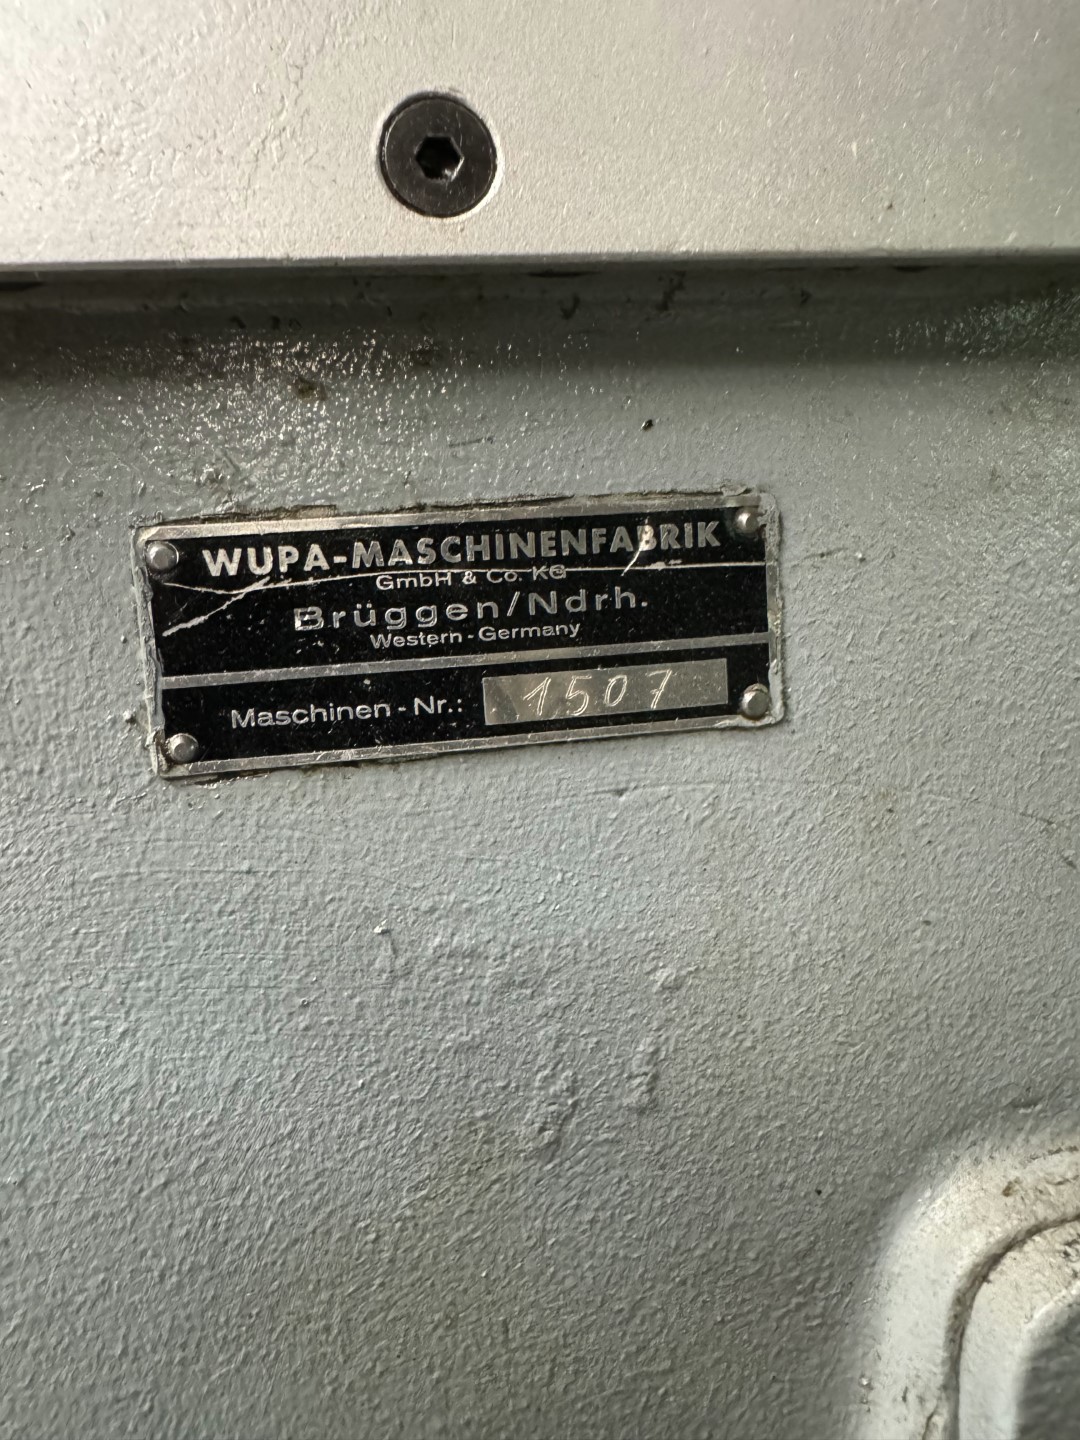 WUPA-MASCHINENFABRIK
GmbH & Co. KG
Brüggen/Ndrh.
Western-Germany
Maschinen-Nr.: 1507